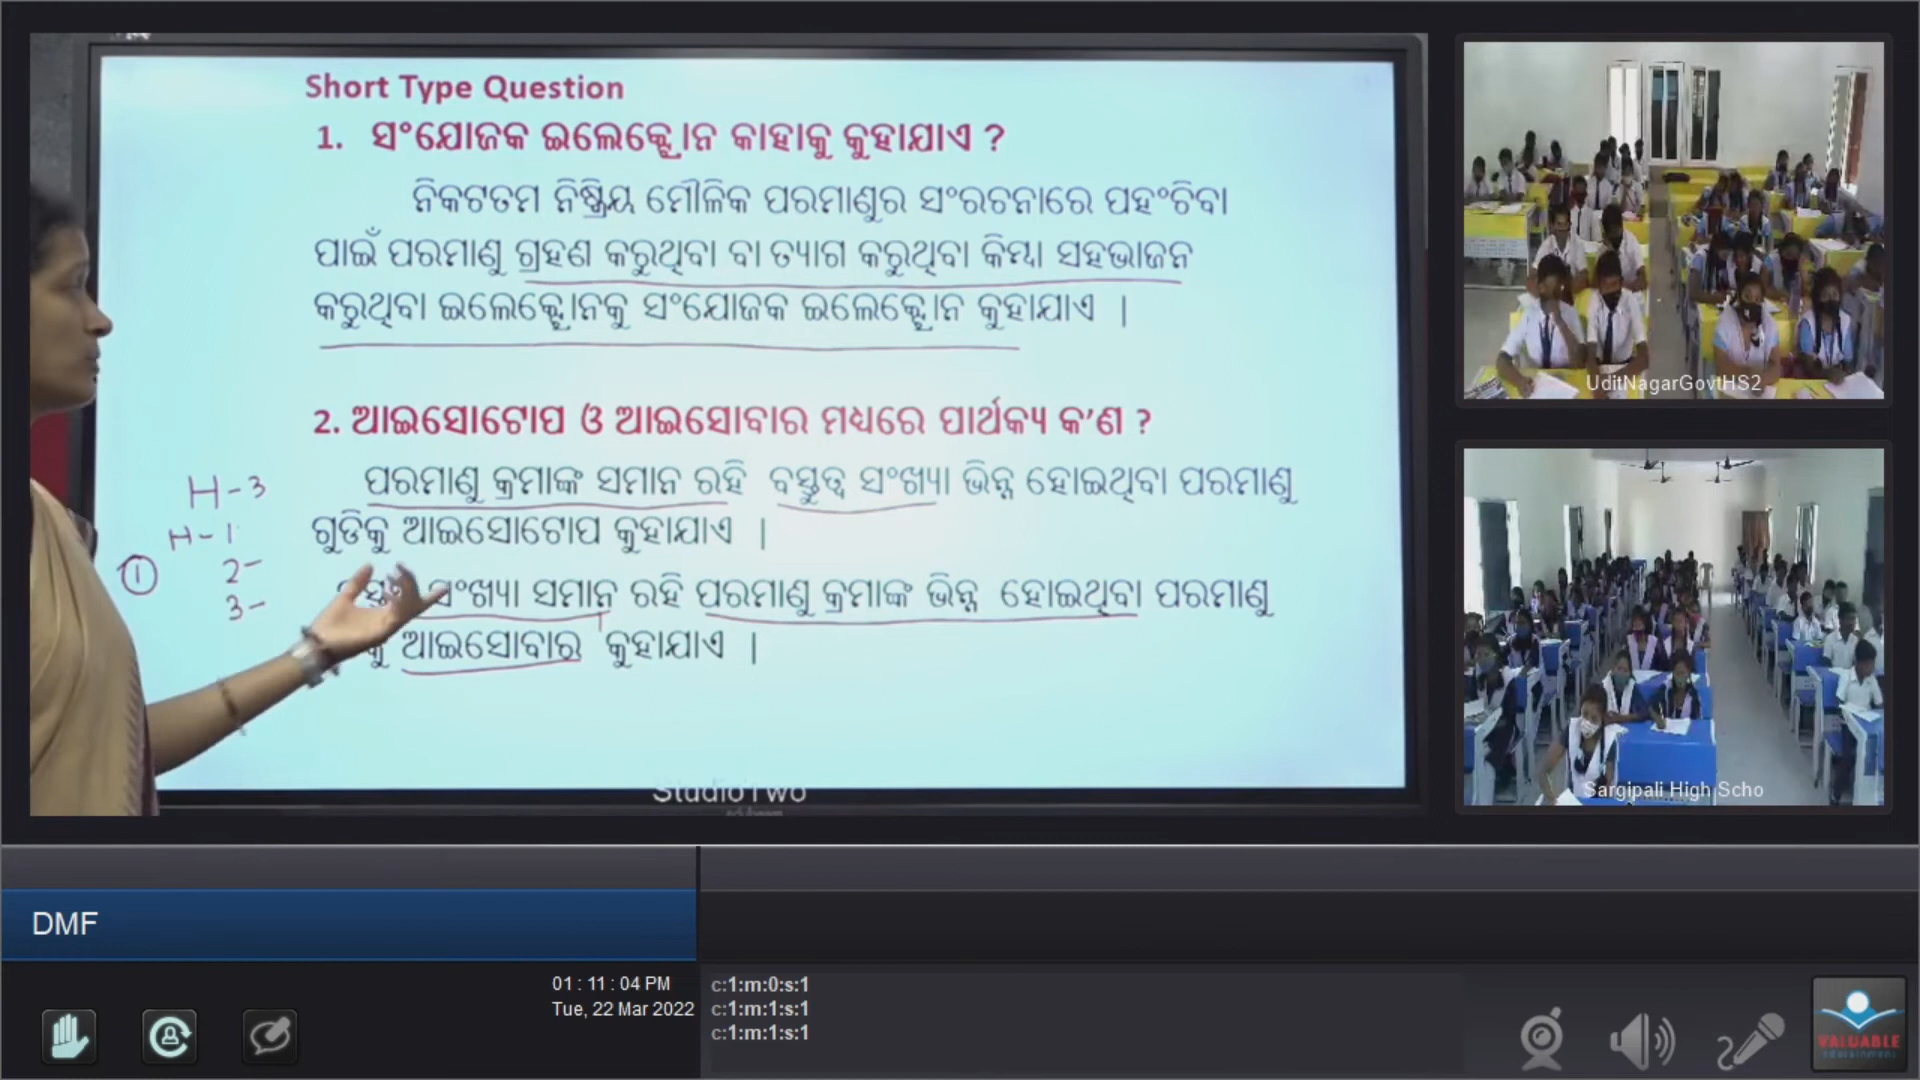 Short Type Question
1. ସଂଯୋଜକ ଇଲେକ୍ଟ୍ରୋନ କାହାକୁ କୁହାଯାଏ ?
ନିକଟତମ ନିଷ୍କ୍ରିୟ ମୌଳିକ ପରମାଣୁର ସଂରଚନାରେ ପହଂଚିବା
ପାଇଁ ପରମାଣୁ ଗ୍ରହଣ କରୁଥିବା ବା ତ୍ୟାଗ କରୁଥିବା କିମ୍ଭା ସହଭାଜନ
କରୁଥିବା ଇଲେକ୍ଟ୍ରୋନକୁ ସଂଯୋଜକ ଇଲେକ୍ଟ୍ରୋନ କୁହାଯାଏ |
2. ଆଇସୋଟୋପ ଓ ଆଇସୋବାର ମଧ୍ୟରେ ପାର୍ଥକ୍ୟ କ'ଣ ?
ପରମାଣୁ କ୍ରମାଙ୍କ ସମାନ ରହି ବସ୍ତୁତ୍ୱ ସଂଖ୍ୟା ଭିନ୍ନ ହୋଇଥିବା ପରମାଣୁ
ଗୁଡିକୁ ଆଇସୋଟୋପ କୁହାଯାଏ |
ସଂଖ୍ୟା ସମାନ ରହି ପରମାଣୁ କ୍ରମାଙ୍କ ଭିନ୍ନ ହୋଇଥିବା ପରମାଣୁ
ଆଇସୋବାର କୁହାଯାଏ |
H-3
H-1
① 2-
3-
StudioTwo
UditNagarGovtHS2
Sargipali High Scho
DMF
01 : 11 : 04 PM
Tue, 22 Mar 2022
c:1:m:0:s:1
c:1:m:1:s:1
c:1:m:1:s:1
VALUABLE